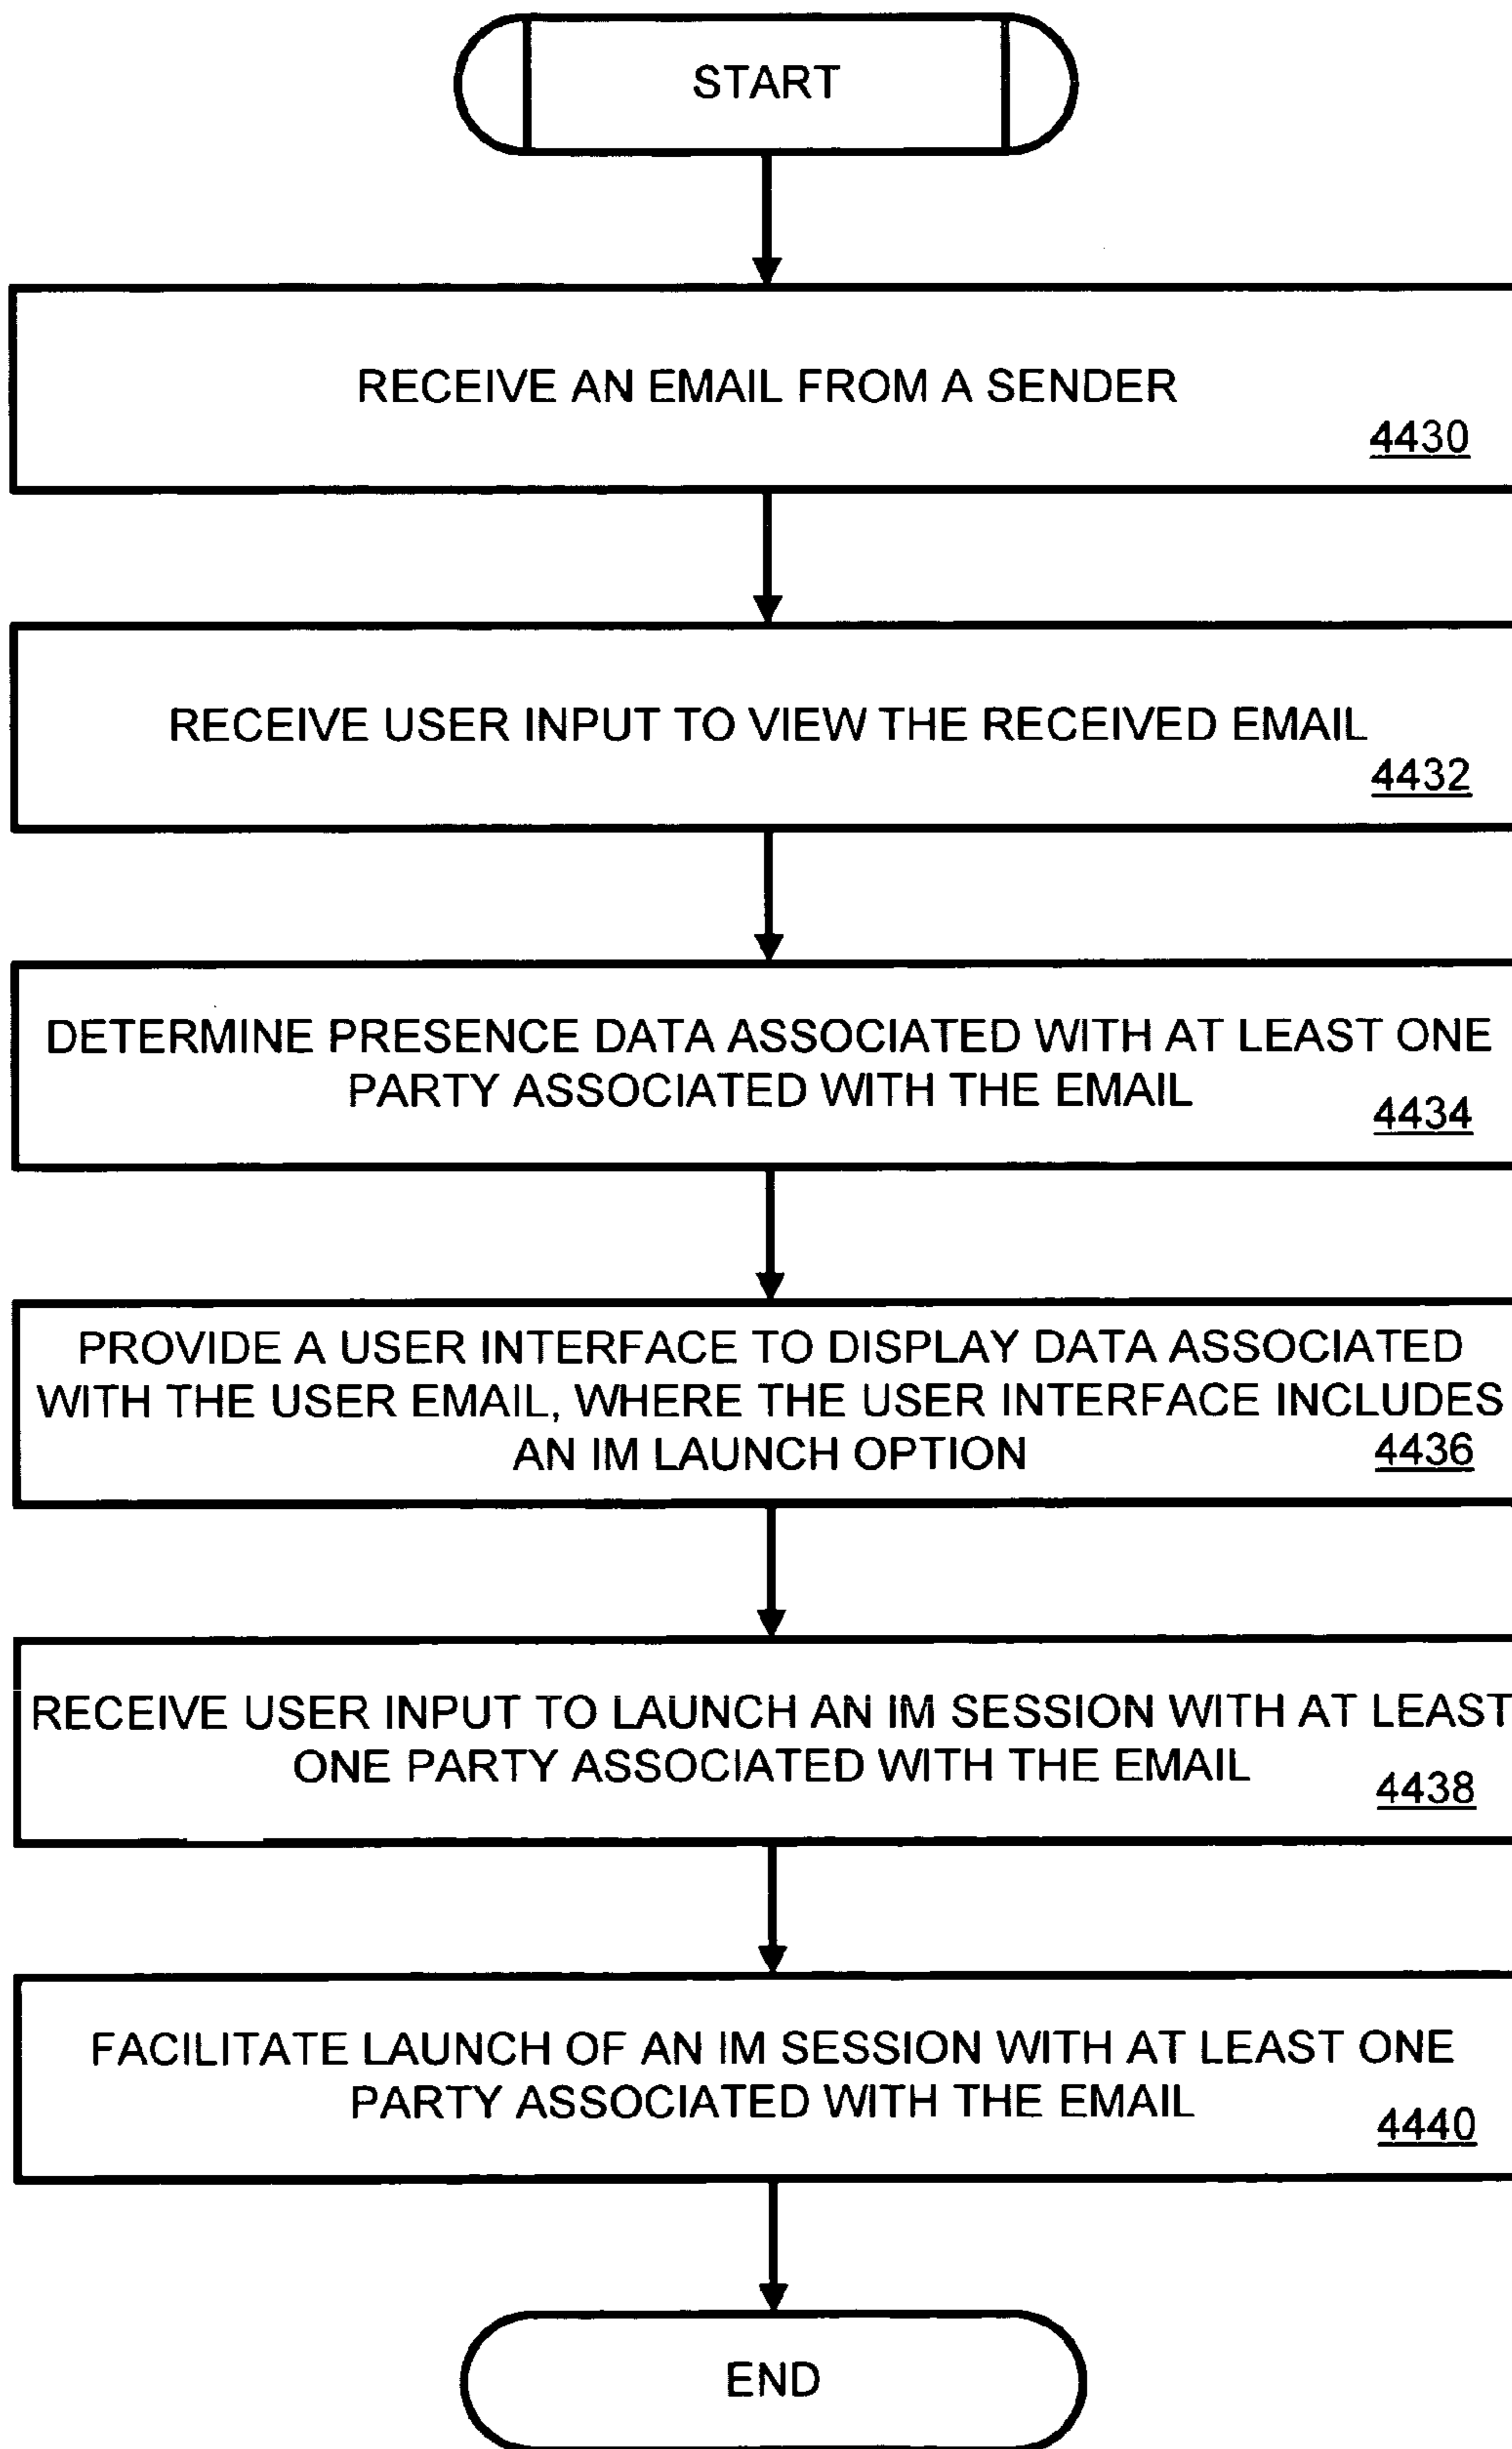 START
RECEIVE AN EMAIL FROM A SENDER
4430
RECEIVE USER INPUT TO VIEW THE RECEIVED EMAIL
4432
DETERMINE PRESENCE DATA ASSOCIATED WITH AT LEAST ONE
PARTY ASSOCIATED WITH THE EMAIL
4434
PROVIDE A USER INTERFACE TO DISPLAY DATA ASSOCIATED
WITH THE USER EMAIL, WHERE THE USER INTERFACE INCLUDES
AN IM LAUNCH OPTION
4436
RECEIVE USER INPUT TO LAUNCH AN IM SESSION WITH AT LEAST
ONE PARTY ASSOCIATED WITH THE EMAIL
4438
FACILITATE LAUNCH OF AN IM SESSION WITH AT LEAST ONE
PARTY ASSOCIATED WITH THE EMAIL
4440
END